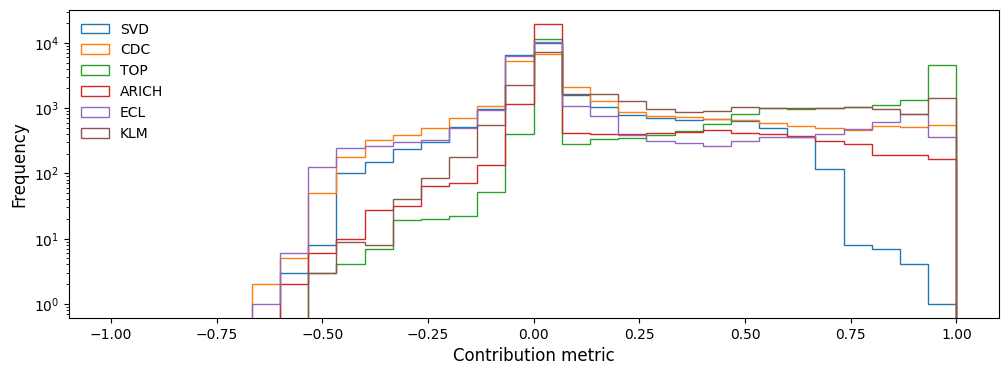 SVD
CDC
TOP
ARICH
ECL
KLM
Frequency
10⁴
10³
10²
10¹
10⁰
−1.00 −0.75 −0.50 −0.25 0.00 0.25 0.50 0.75 1.00
Contribution metric